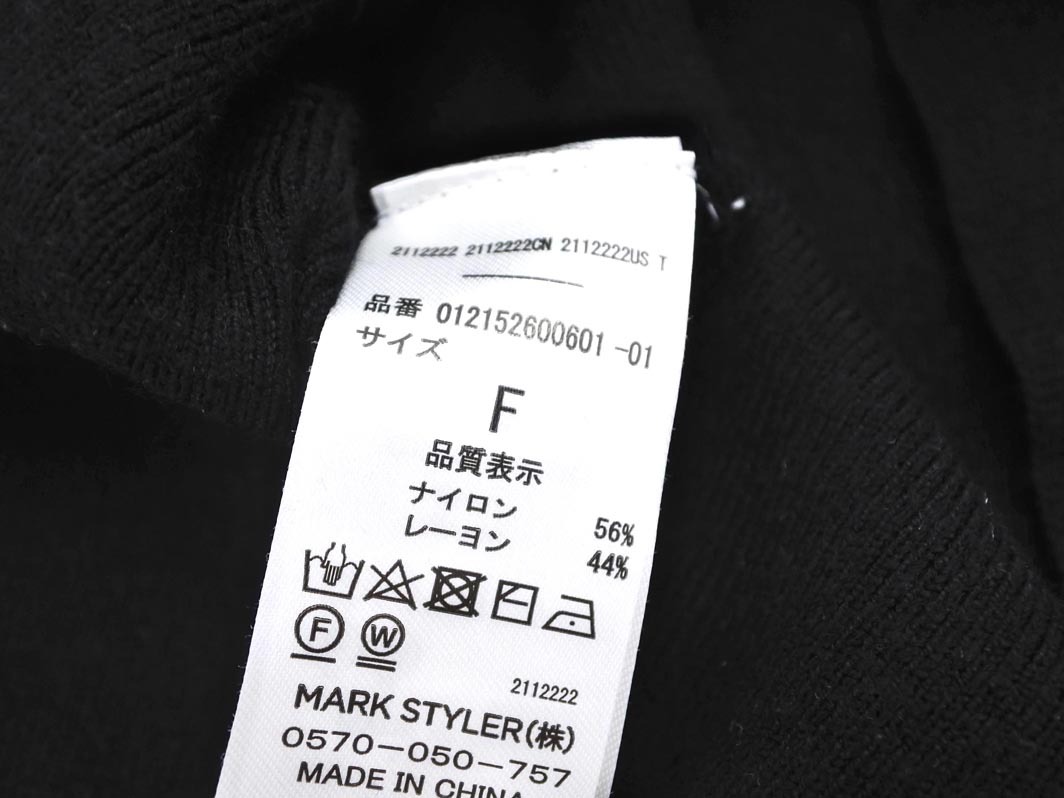 2112222 2112222CN 2112222US T
品番 012152600601 -01
サイズ
F
品質表示
ナイロン 56%
レーヨン 44%
F W
2112222
MARK STYLER(株)
0570-050-757
MADE IN CHINA